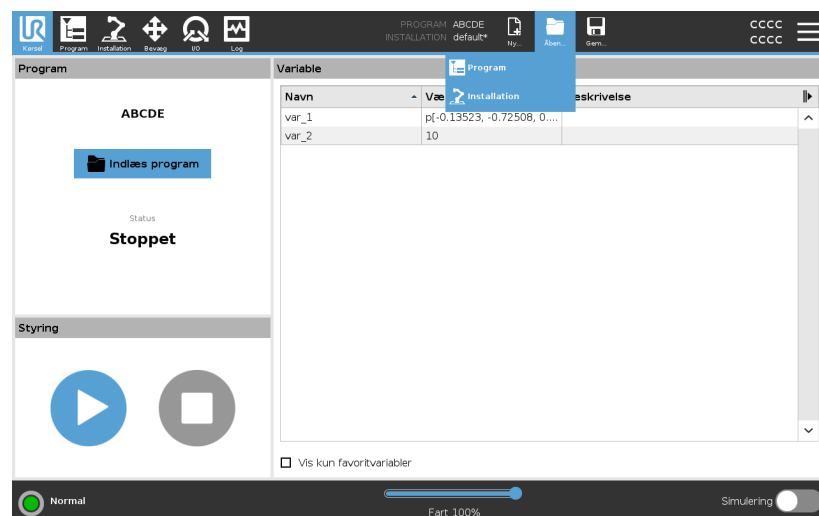 PROGRAM ABCDE
INSTALLATION default*
Kørsel
Program
Installation
Bevæg
I/O
Log
Ny...
Åben...
Gem...
CCCC
CCCC
Program
Installation
Program
ABCDE
Indlæs program
Status
Stoppet
Styring
Variable
Navn
Væ
eskrivelse
var_1 p[-0.13523, -0.72508, 0....
var_2 10
Vis kun favoritvariabler
Normal
Fart 100%
Simulering